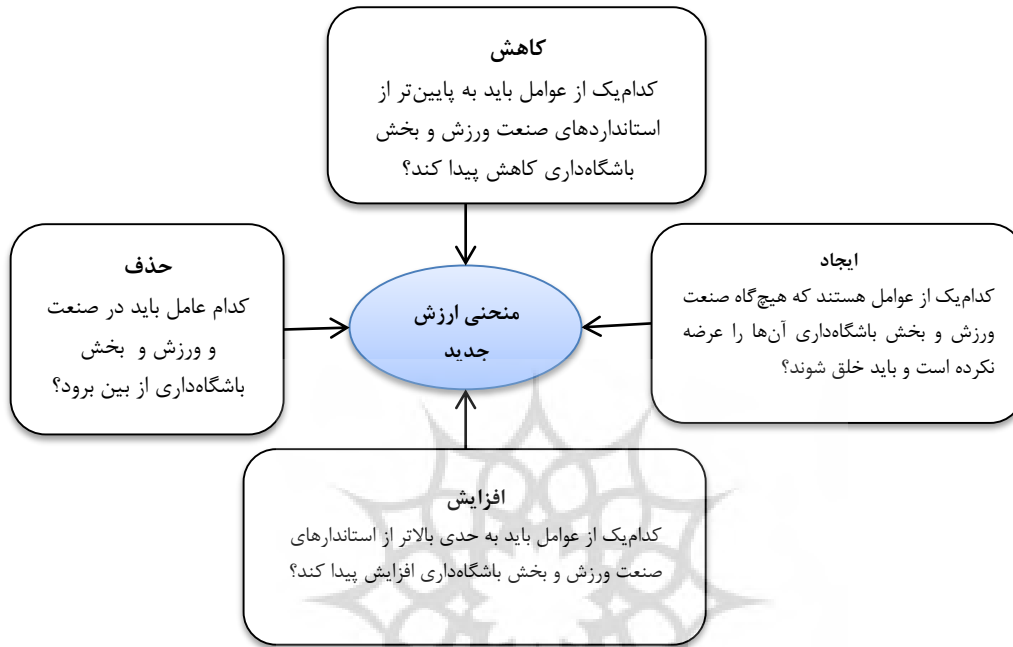 کاهش
کدام‌یک از عوامل باید به پایین‌تر از
استانداردهای صنعت ورزش و بخش
باشگاه‌داری کاهش پیدا کند؟
ایجاد
کدام‌یک از عوامل هستند که هیچ‌گاه صنعت
ورزش و بخش باشگاه‌داری آن‌ها را عرضه
نکرده است و باید خلق شوند؟
منحنی ارزش
جدید
حذف
کدام عامل باید در صنعت
و ورزش و بخش
باشگاه‌داری از بین برود؟
افزایش
کدام‌یک از عوامل باید به حدی بالاتر از استاندارهای
صنعت ورزش و بخش باشگاه‌داری افزایش پیدا کند؟